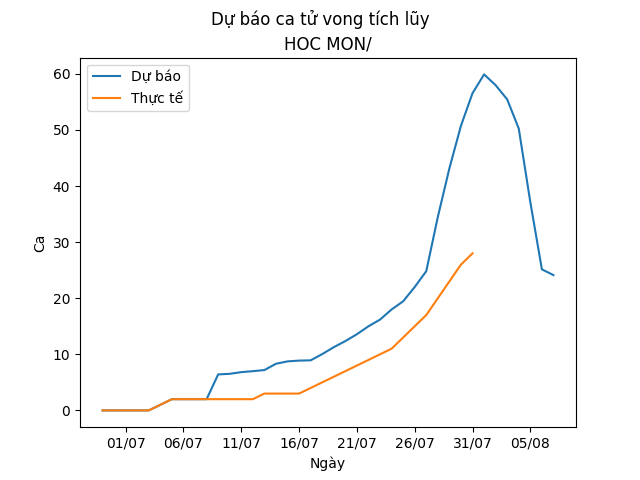 Dự báo ca tử vong tích lũy
HOC MON/
Dự báo
Thực tế
60
50
40
30
20
10
0
Ca
01/07 06/07 11/07 16/07 21/07 26/07 31/07 05/08
Ngày